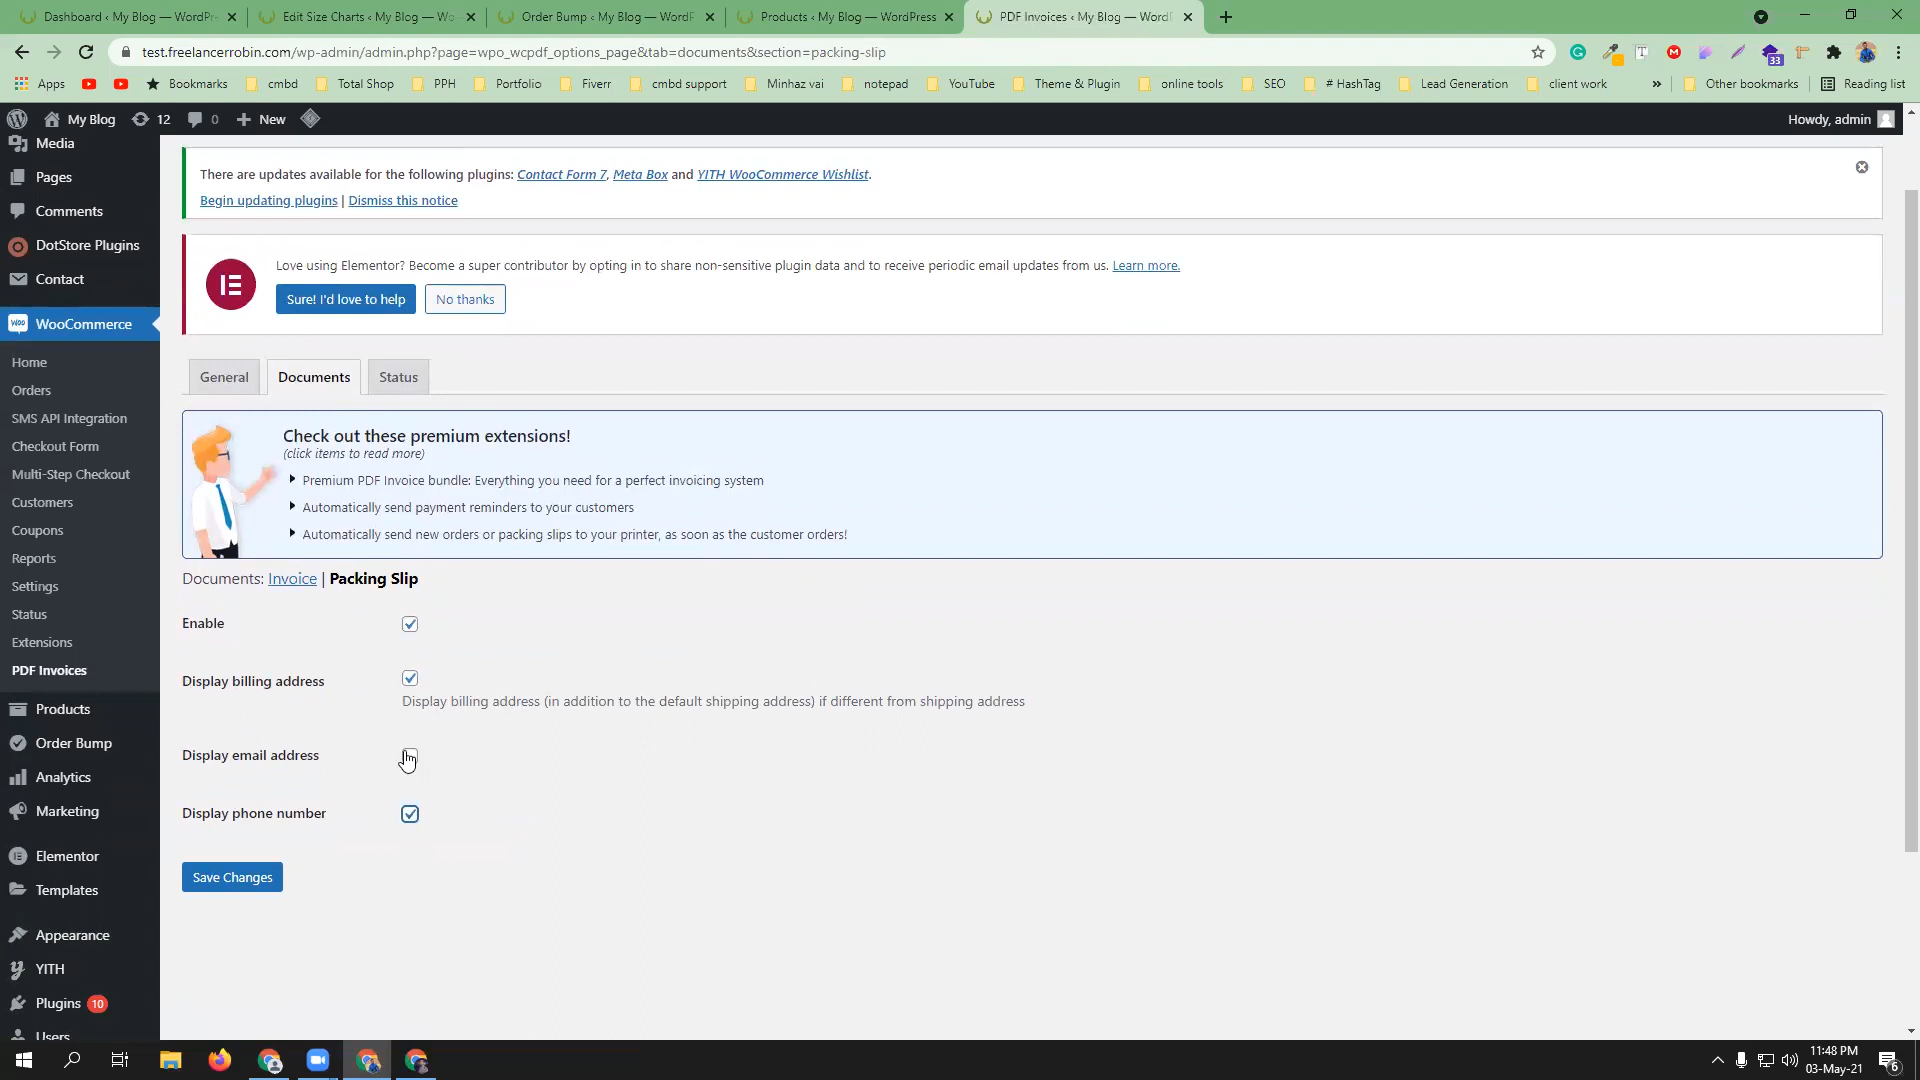 Dashboard ‹ My Blog — WordPr
Edit Size Charts ‹ My Blog — Wo
Order Bump ‹ My Blog — WordP
Products ‹ My Blog — WordPress
PDF Invoices ‹ My Blog — Word
test.freelancerrobin.com/wp-admin/admin.php?page=wpo_wcpdf_options_page&tab=documents&section=packing-slip
33
Apps
Bookmarks
cmbd
Total Shop
PPH
Portfolio
Fiverr
cmbd support
Minhaz vai
notepad
YouTube
Theme & Plugin
online tools
SEO
# HashTag
Lead Generation
client work
»
Other bookmarks
Reading list
My Blog
12
0
New
Howdy, admin
Media
Pages
Comments
DotStore Plugins
Contact
WooCommerce
Home
Orders
SMS API Integration
Checkout Form
Multi-Step Checkout
Customers
Coupons
Reports
Settings
Status
Extensions
PDF Invoices
Products
Order Bump
Analytics
Marketing
Elementor
Templates
Appearance
YITH
Plugins 10
Users
There are updates available for the following plugins: Contact Form 7, Meta Box and YITH WooCommerce Wishlist.
Begin updating plugins | Dismiss this notice
Love using Elementor? Become a super contributor by opting in to share non-sensitive plugin data and to receive periodic email updates from us. Learn more.
Sure! I'd love to help
No thanks
General
Documents
Status
Check out these premium extensions!
(click items to read more)
Premium PDF Invoice bundle: Everything you need for a perfect invoicing system
Automatically send payment reminders to your customers
Automatically send new orders or packing slips to your printer, as soon as the customer orders!
Documents: Invoice | Packing Slip
Enable
Display billing address
Display billing address (in addition to the default shipping address) if different from shipping address
Display email address
Display phone number
Save Changes
11:48 PM
03-May-21
6